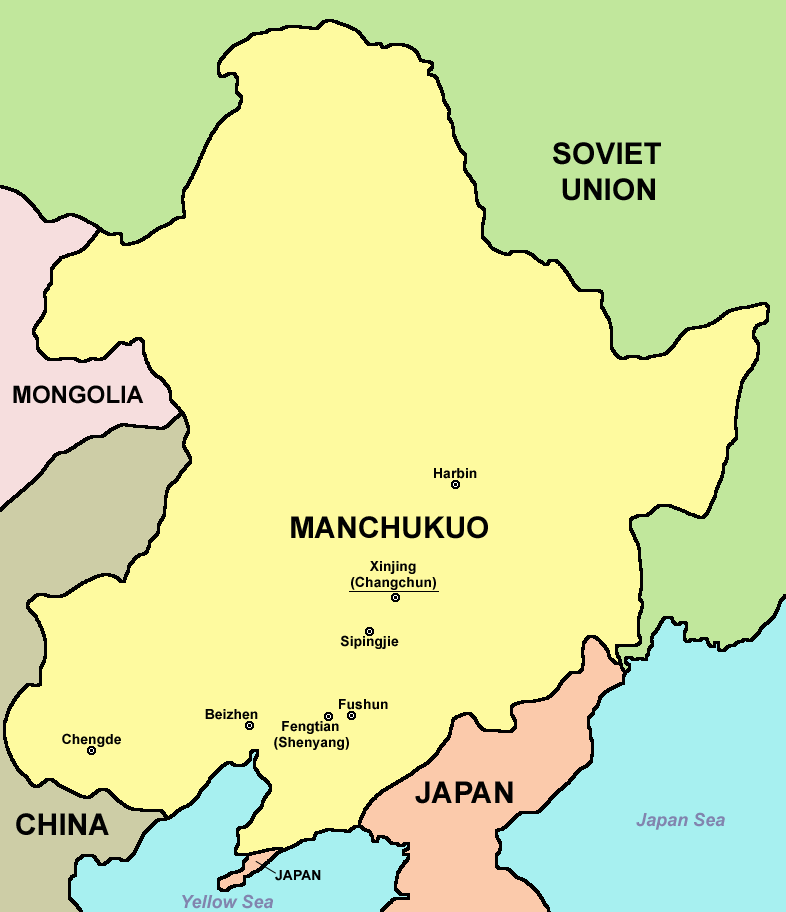 SOVIET
UNION
MONGOLIA
Harbin
MANCHUKUO
Xinjing
(Changchun)
Sipingjie
Fushun
Beizhen
Fengtian
(Shenyang)
Chengde
JAPAN
CHINA
Japan Sea
JAPAN
Yellow Sea